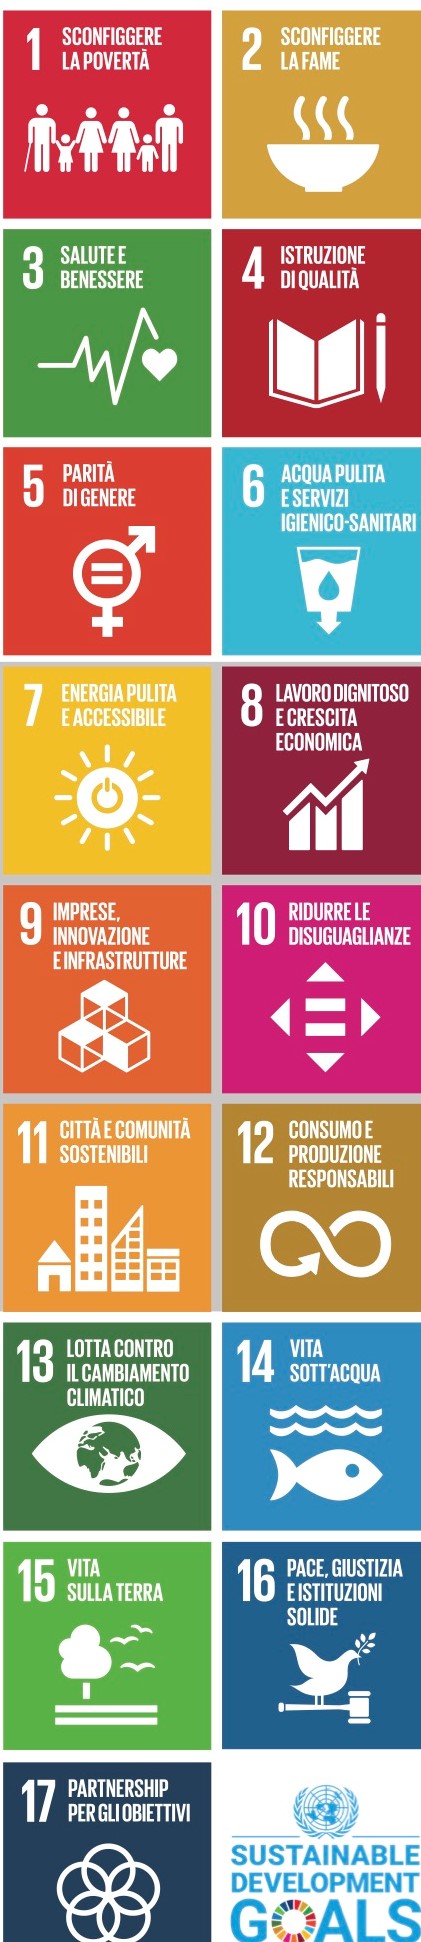 1 SCONFIGGERE
LA POVERTÀ
2 SCONFIGGERE
LA FAME
3 SALUTE E
BENESSERE
4 ISTRUZIONE
DI QUALITÀ
5 PARITÀ
DI GENERE
6 ACQUA PULITA
E SERVIZI
IGIENICO-SANITARI
7 ENERGIA PULITA
E ACCESSIBILE
8 LAVORO DIGNITOSO
E CRESCITA
ECONOMICA
9 IMPRESE,
INNOVAZIONE
E INFRASTRUTTURE
10 RIDURRE LE
DISUGUAGLIANZE
11 CITTÀ E COMUNITÀ
SOSTENIBILI
12 CONSUMO E
PRODUZIONE
RESPONSABILI
13 LOTTA CONTRO
IL CAMBIAMENTO
CLIMATICO
14 VITA
SOTT'ACQUA
15 VITA
SULLA TERRA
16 PACE, GIUSTIZIA
E ISTITUZIONI
SOLIDE
17 PARTNERSHIP
PER GLI OBIETTIVI
SUSTAINABLE
DEVELOPMENT
GOALS